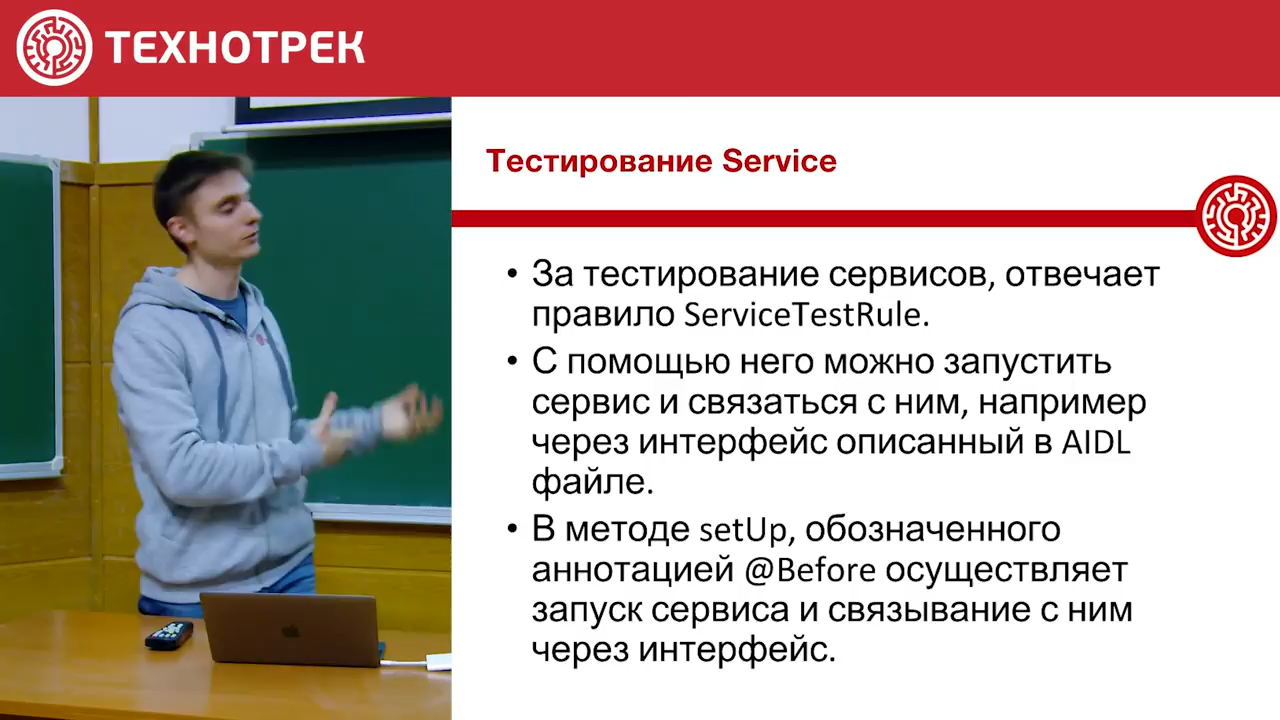 ТЕХНОТРЕК
Тестирование Service
• За тестирование сервисов, отвечает
правило ServiceTestRule.
• С помощью него можно запустить
сервис и связаться с ним, например
через интерфейс описанный в AIDL
файле.
• В методе setUp, обозначенного
аннотацией @Before осуществляет
запуск сервиса и связывание с ним
через интерфейс.